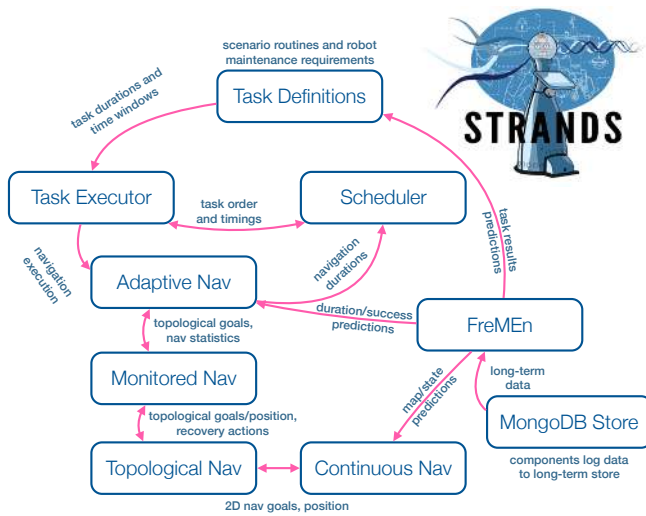 scenario routines and robot
maintenance requirements
Task Definitions
STRANDS
task durations and
time windows
Task Executor
task order
and timings
Scheduler
task results
predictions
navigation
execution
Adaptive Nav
navigation
durations
duration/success
predictions
FreMEn
topological goals,
nav statistics
Monitored Nav
map/state
predictions
long-term
data
MongoDB Store
topological goals/position,
recovery actions
Topological Nav
Continuous Nav
components log data
to long-term store
2D nav goals, position